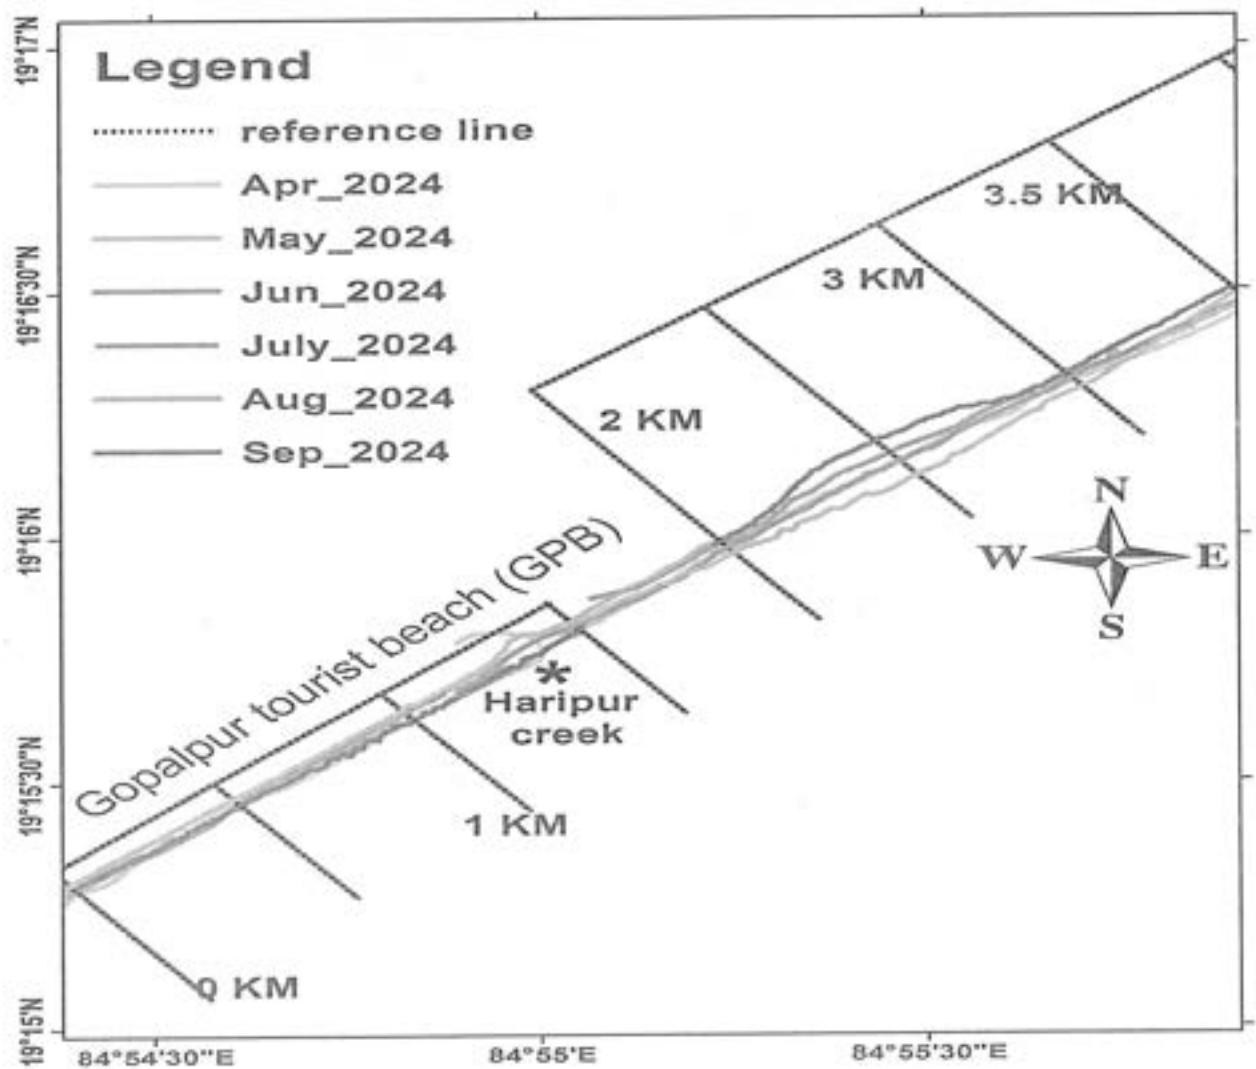 Legend
reference line
Apr_2024
May_2024
Jun_2024
July_2024
Aug_2024
Sep_2024
3.5 KM
3 KM
2 KM
N
W E
S
Gopalpur tourist beach (GPB)
*
Haripur
creek
1 KM
0 KM
19°17'N
19°16'30"N
19°16'N
19°15'30"N
19°15'N
84°54'30"E
84°55'E
84°55'30"E